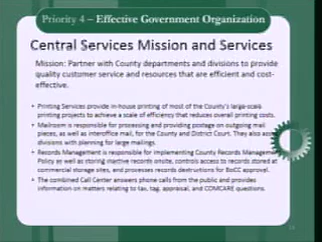 Priority 4 – Effective Government Organization
Central Services Mission and Services
Mission: Partner with County departments and divisions to provide
quality customer service and resources that are efficient and cost-
effective.
• Printing Services provide in-house printing of most of the County's large-scale
printing projects to achieve a scale of efficiency that reduces overall printing costs.
• Mailroom is responsible for processing and providing postage on outgoing mail
pieces, as well as interoffice mail, for the County and District Court. They also assist
divisions with planning for large mailings.
• Records Management is responsible for implementing County Records Management
Policy as well as storing inactive records onsite, controls access to records stored at
commercial storage sites, and processes records destructions for BoCC approval.
• The combined Call Center answers phone calls from the public and provides
information on matters relating to tax, tag, appraisal, and COMCARE questions.